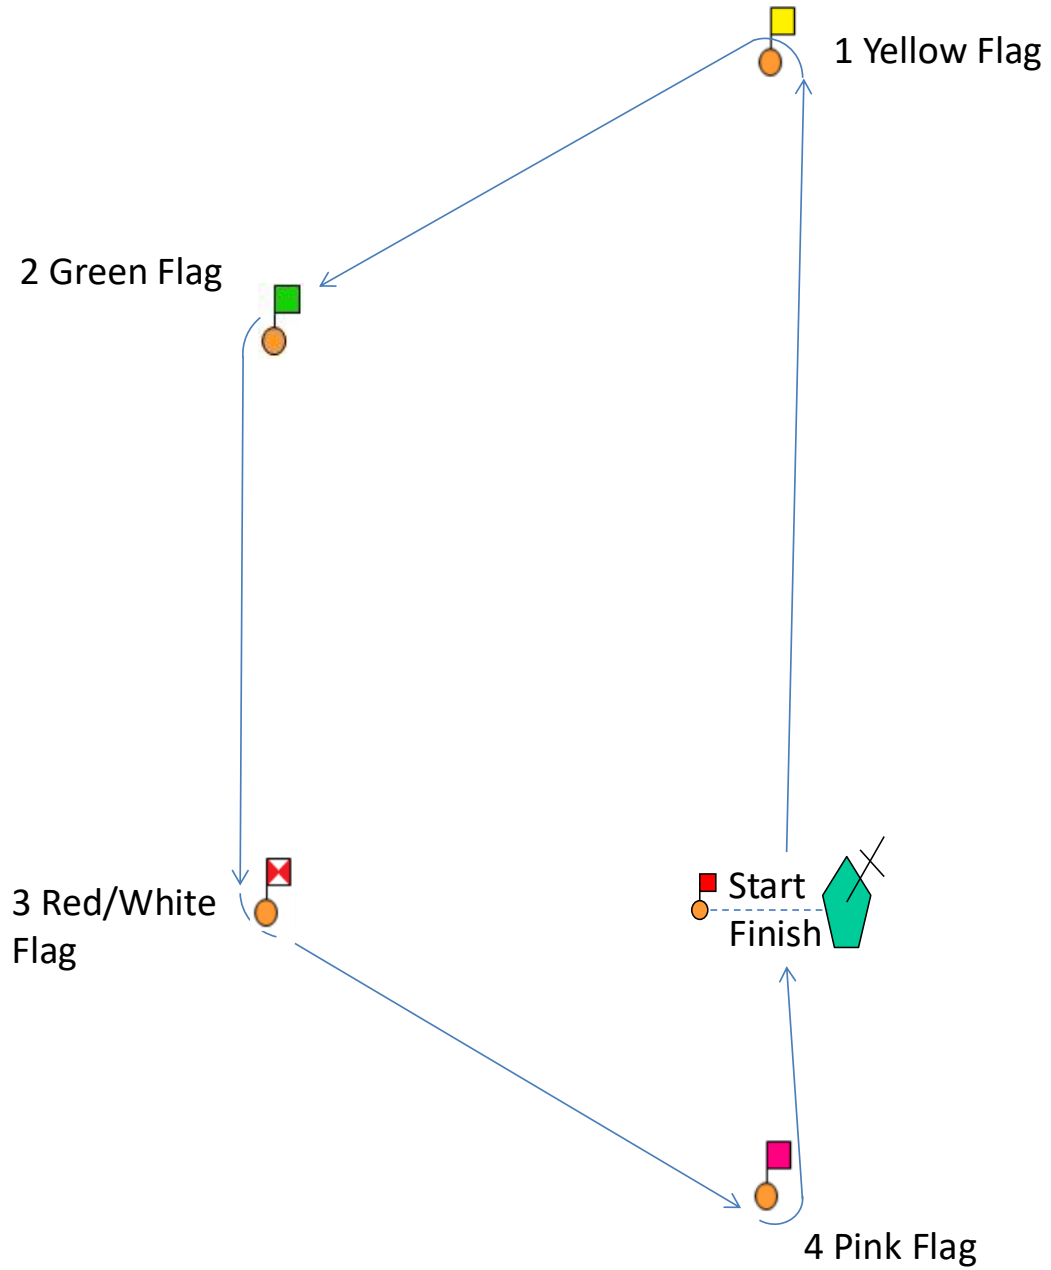 1 Yellow Flag
2 Green Flag
3 Red/White
Flag
Start
Finish
4 Pink Flag